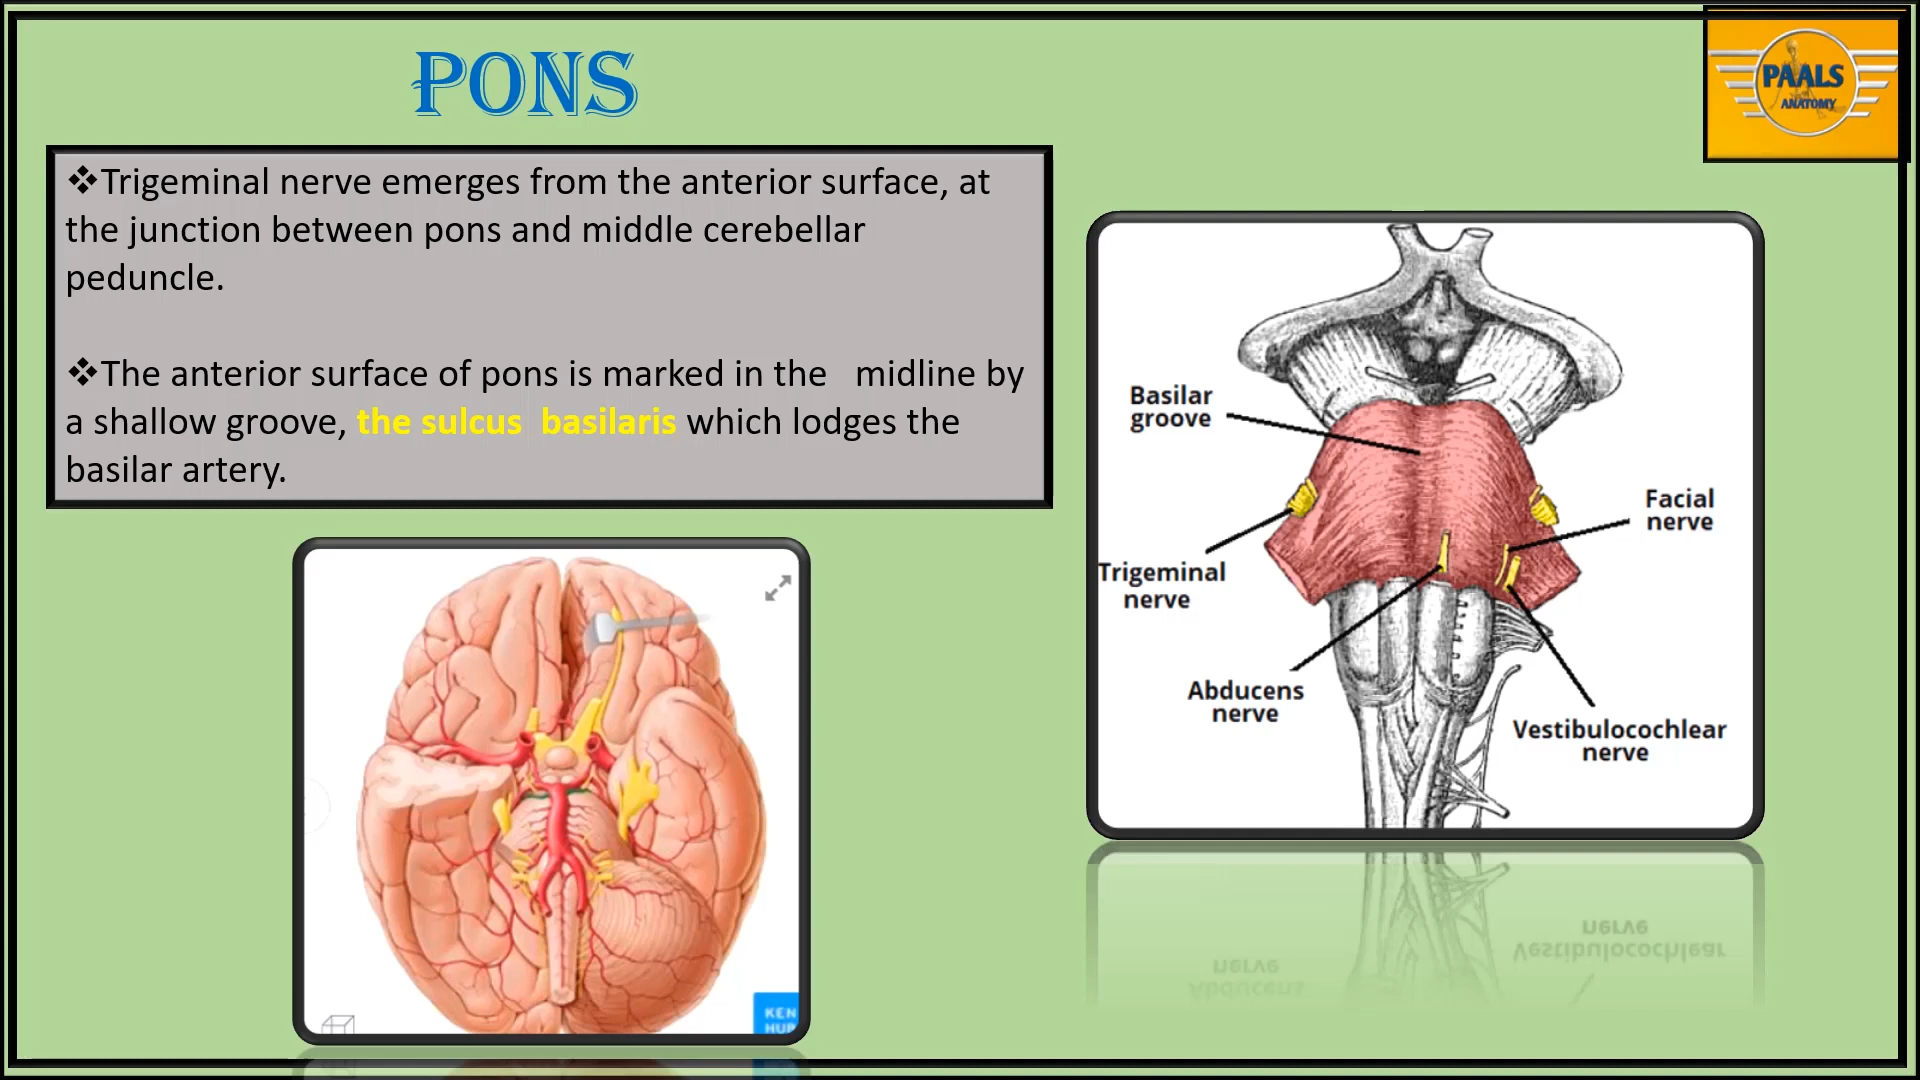 PONS
PAALS
ANATOMY
❖Trigeminal nerve emerges from the anterior surface, at
the junction between pons and middle cerebellar
peduncle.
❖The anterior surface of pons is marked in the midline by
a shallow groove, the sulcus basilaris which lodges the
basilar artery.
Basilar
groove
Facial
nerve
Trigeminal
nerve
Abducens
nerve
Vestibulocochlear
nerve
KEN
HUB